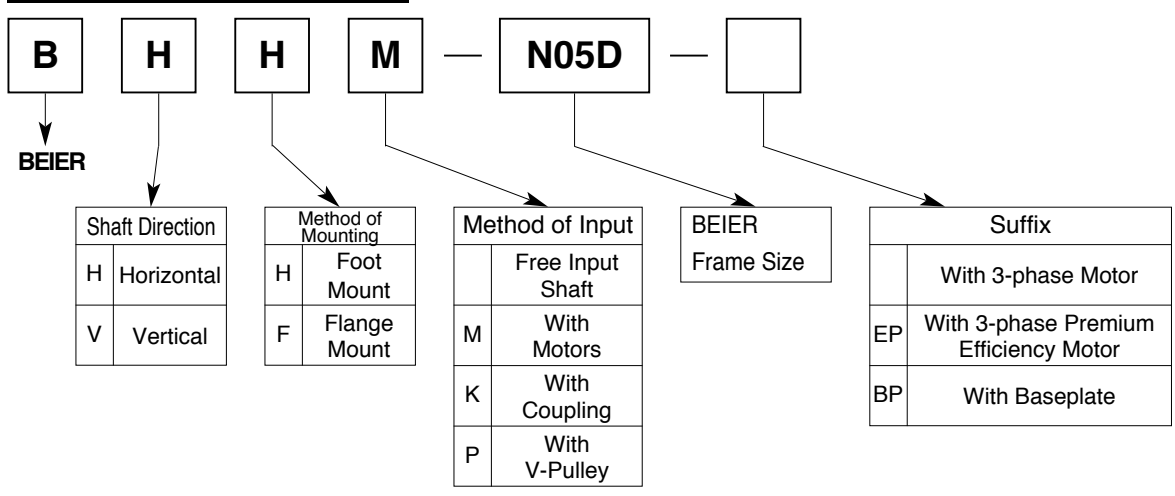 B H H M — N05D —
BEIER
Shaft Direction
H Horizontal
V Vertical
Method of
Mounting
H Foot
Mount
F Flange
Mount
Method of Input
Free Input
Shaft
M With
Motors
K With
Coupling
P With
V-Pulley
BEIER
Frame Size
Suffix
With 3-phase Motor
EP With 3-phase Premium
Efficiency Motor
BP With Baseplate